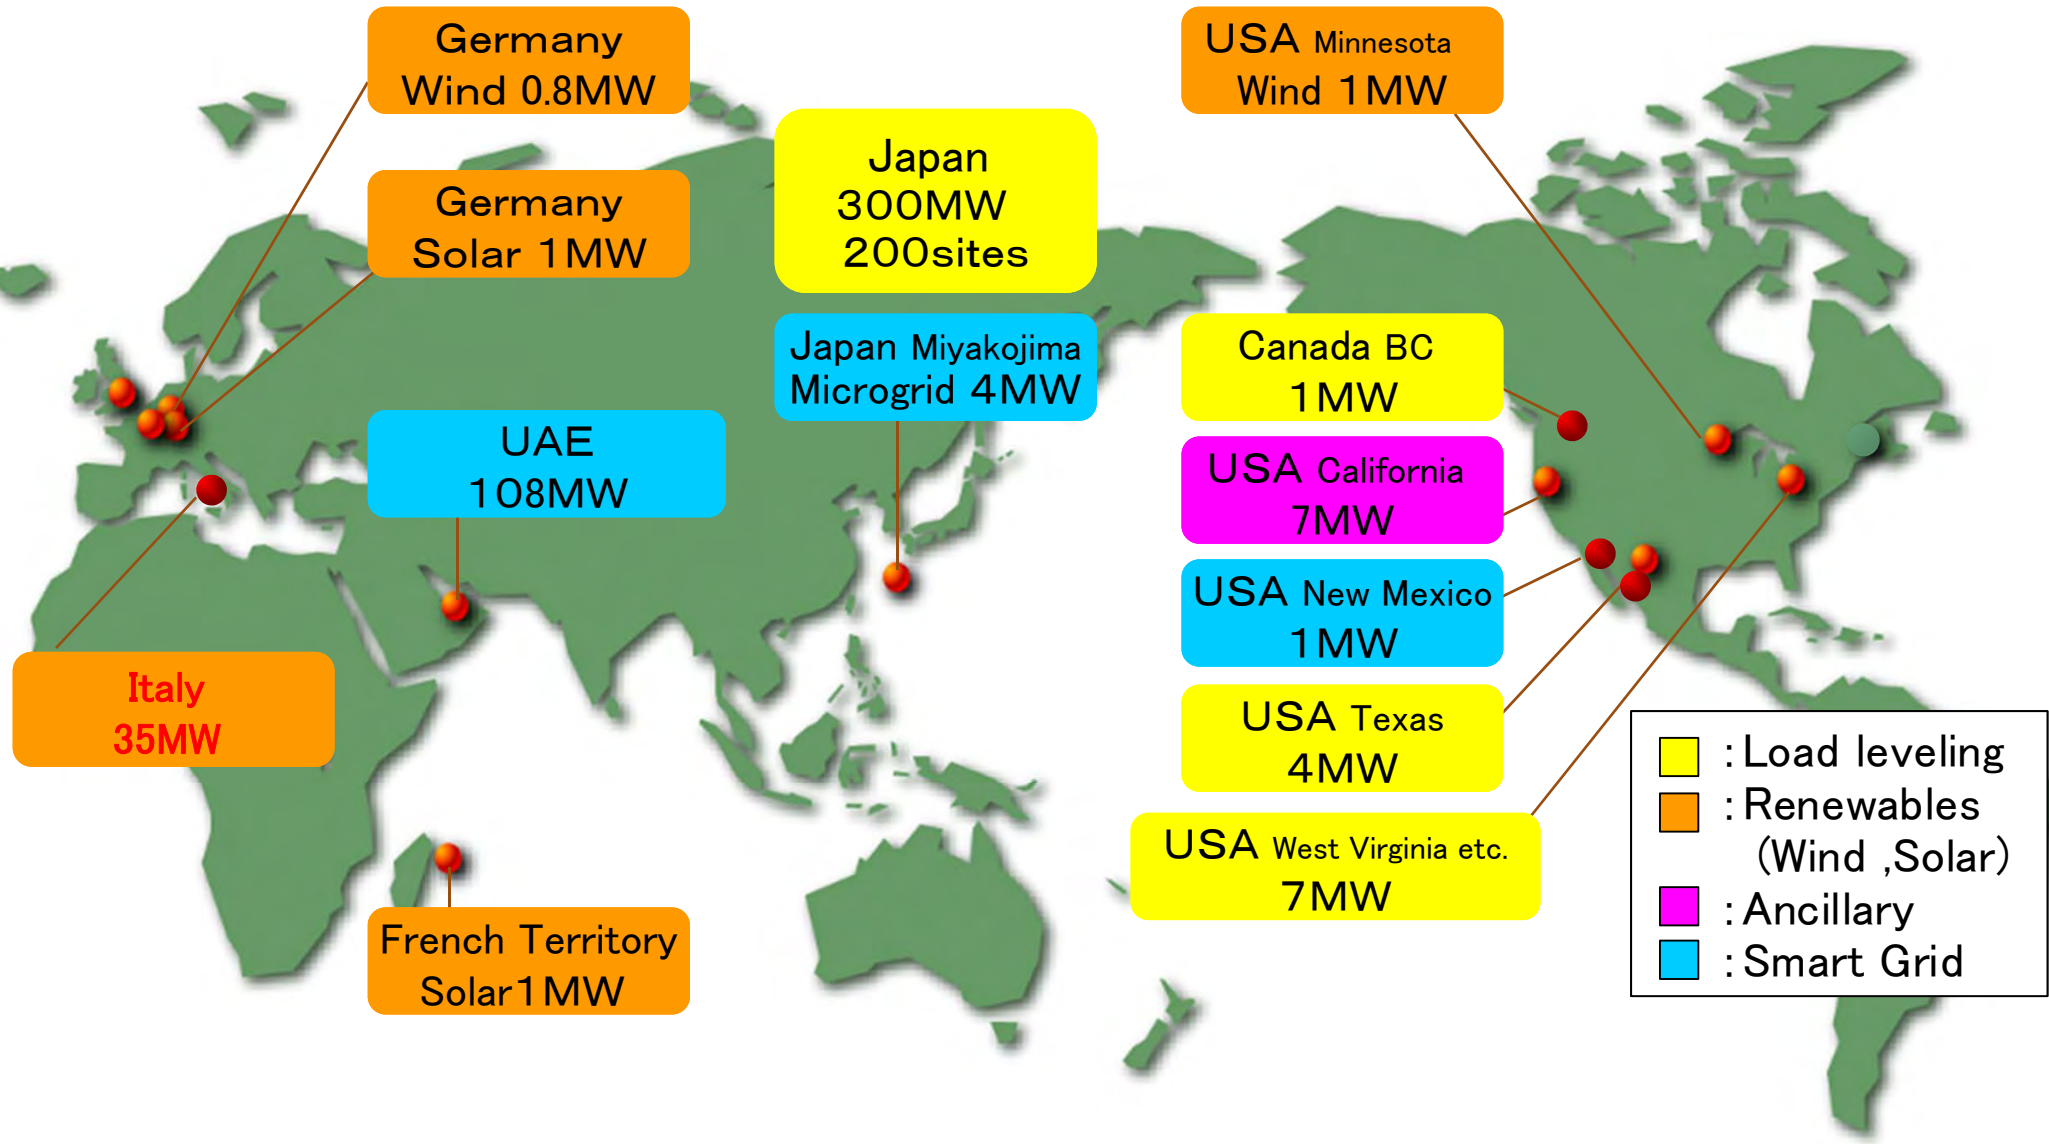 Germany
Wind 0.8MW
USA Minnesota
Wind 1MW
Japan
300MW
200sites
Germany
Solar 1MW
Japan Miyakojima
Microgrid 4MW
Canada BC
1MW
UAE
108MW
USA California
7MW
USA New Mexico
1MW
Italy
35MW
USA Texas
4MW
USA West Virginia etc.
7MW
French Territory
Solar1MW
:Load leveling
:Renewables
(Wind ,Solar)
:Ancillary
:Smart Grid